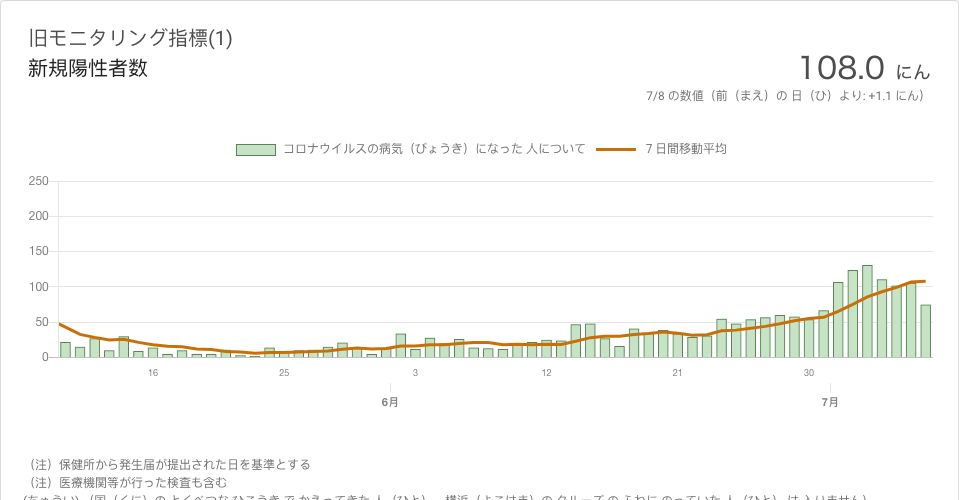 旧モニタリング指標(1)
新規陽性者数
108.0 にん
7/8 の数値（前（まえ）の 日（ひ）より: +1.1 にん）
コロナウイルスの病気（びょうき）になった 人について 7 日間移動平均
250
200
150
100
50
0
16 25 3 12 21 30
6月 7月
（注）保健所から発生届が提出された日を基準とする
（注）医療機関等が行った検査も含む